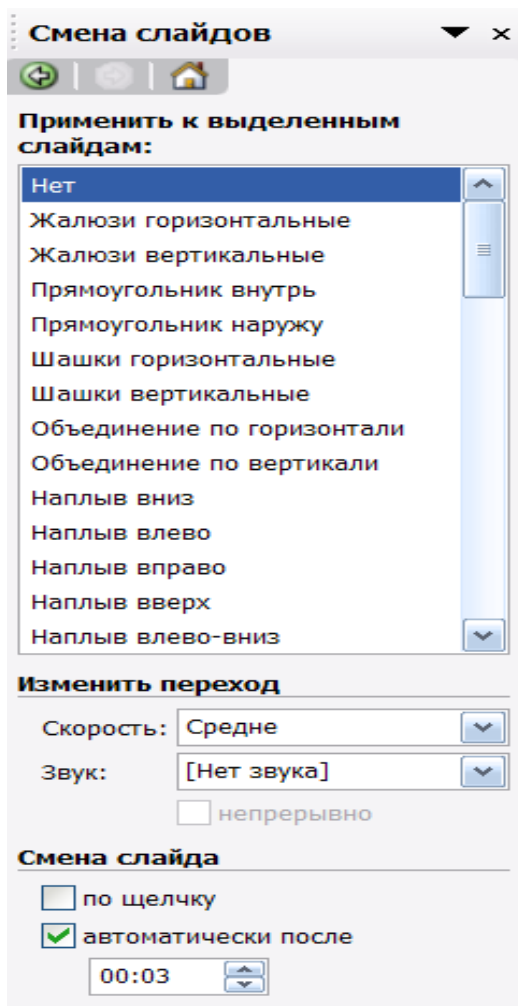 Смена слайдов
Применить к выделенным
слайдам:
Нет
Жалюзи горизонтальные
Жалюзи вертикальные
Прямоугольник внутрь
Прямоугольник наружу
Шашки горизонтальные
Шашки вертикальные
Объединение по горизонтали
Объединение по вертикали
Наплыв вниз
Наплыв влево
Наплыв вправо
Наплыв вверх
Наплыв влево-вниз
Изменить переход
Скорость: Средне
Звук: [Нет звука]
непрерывно
Смена слайда
по щелчку
автоматически после
00:03